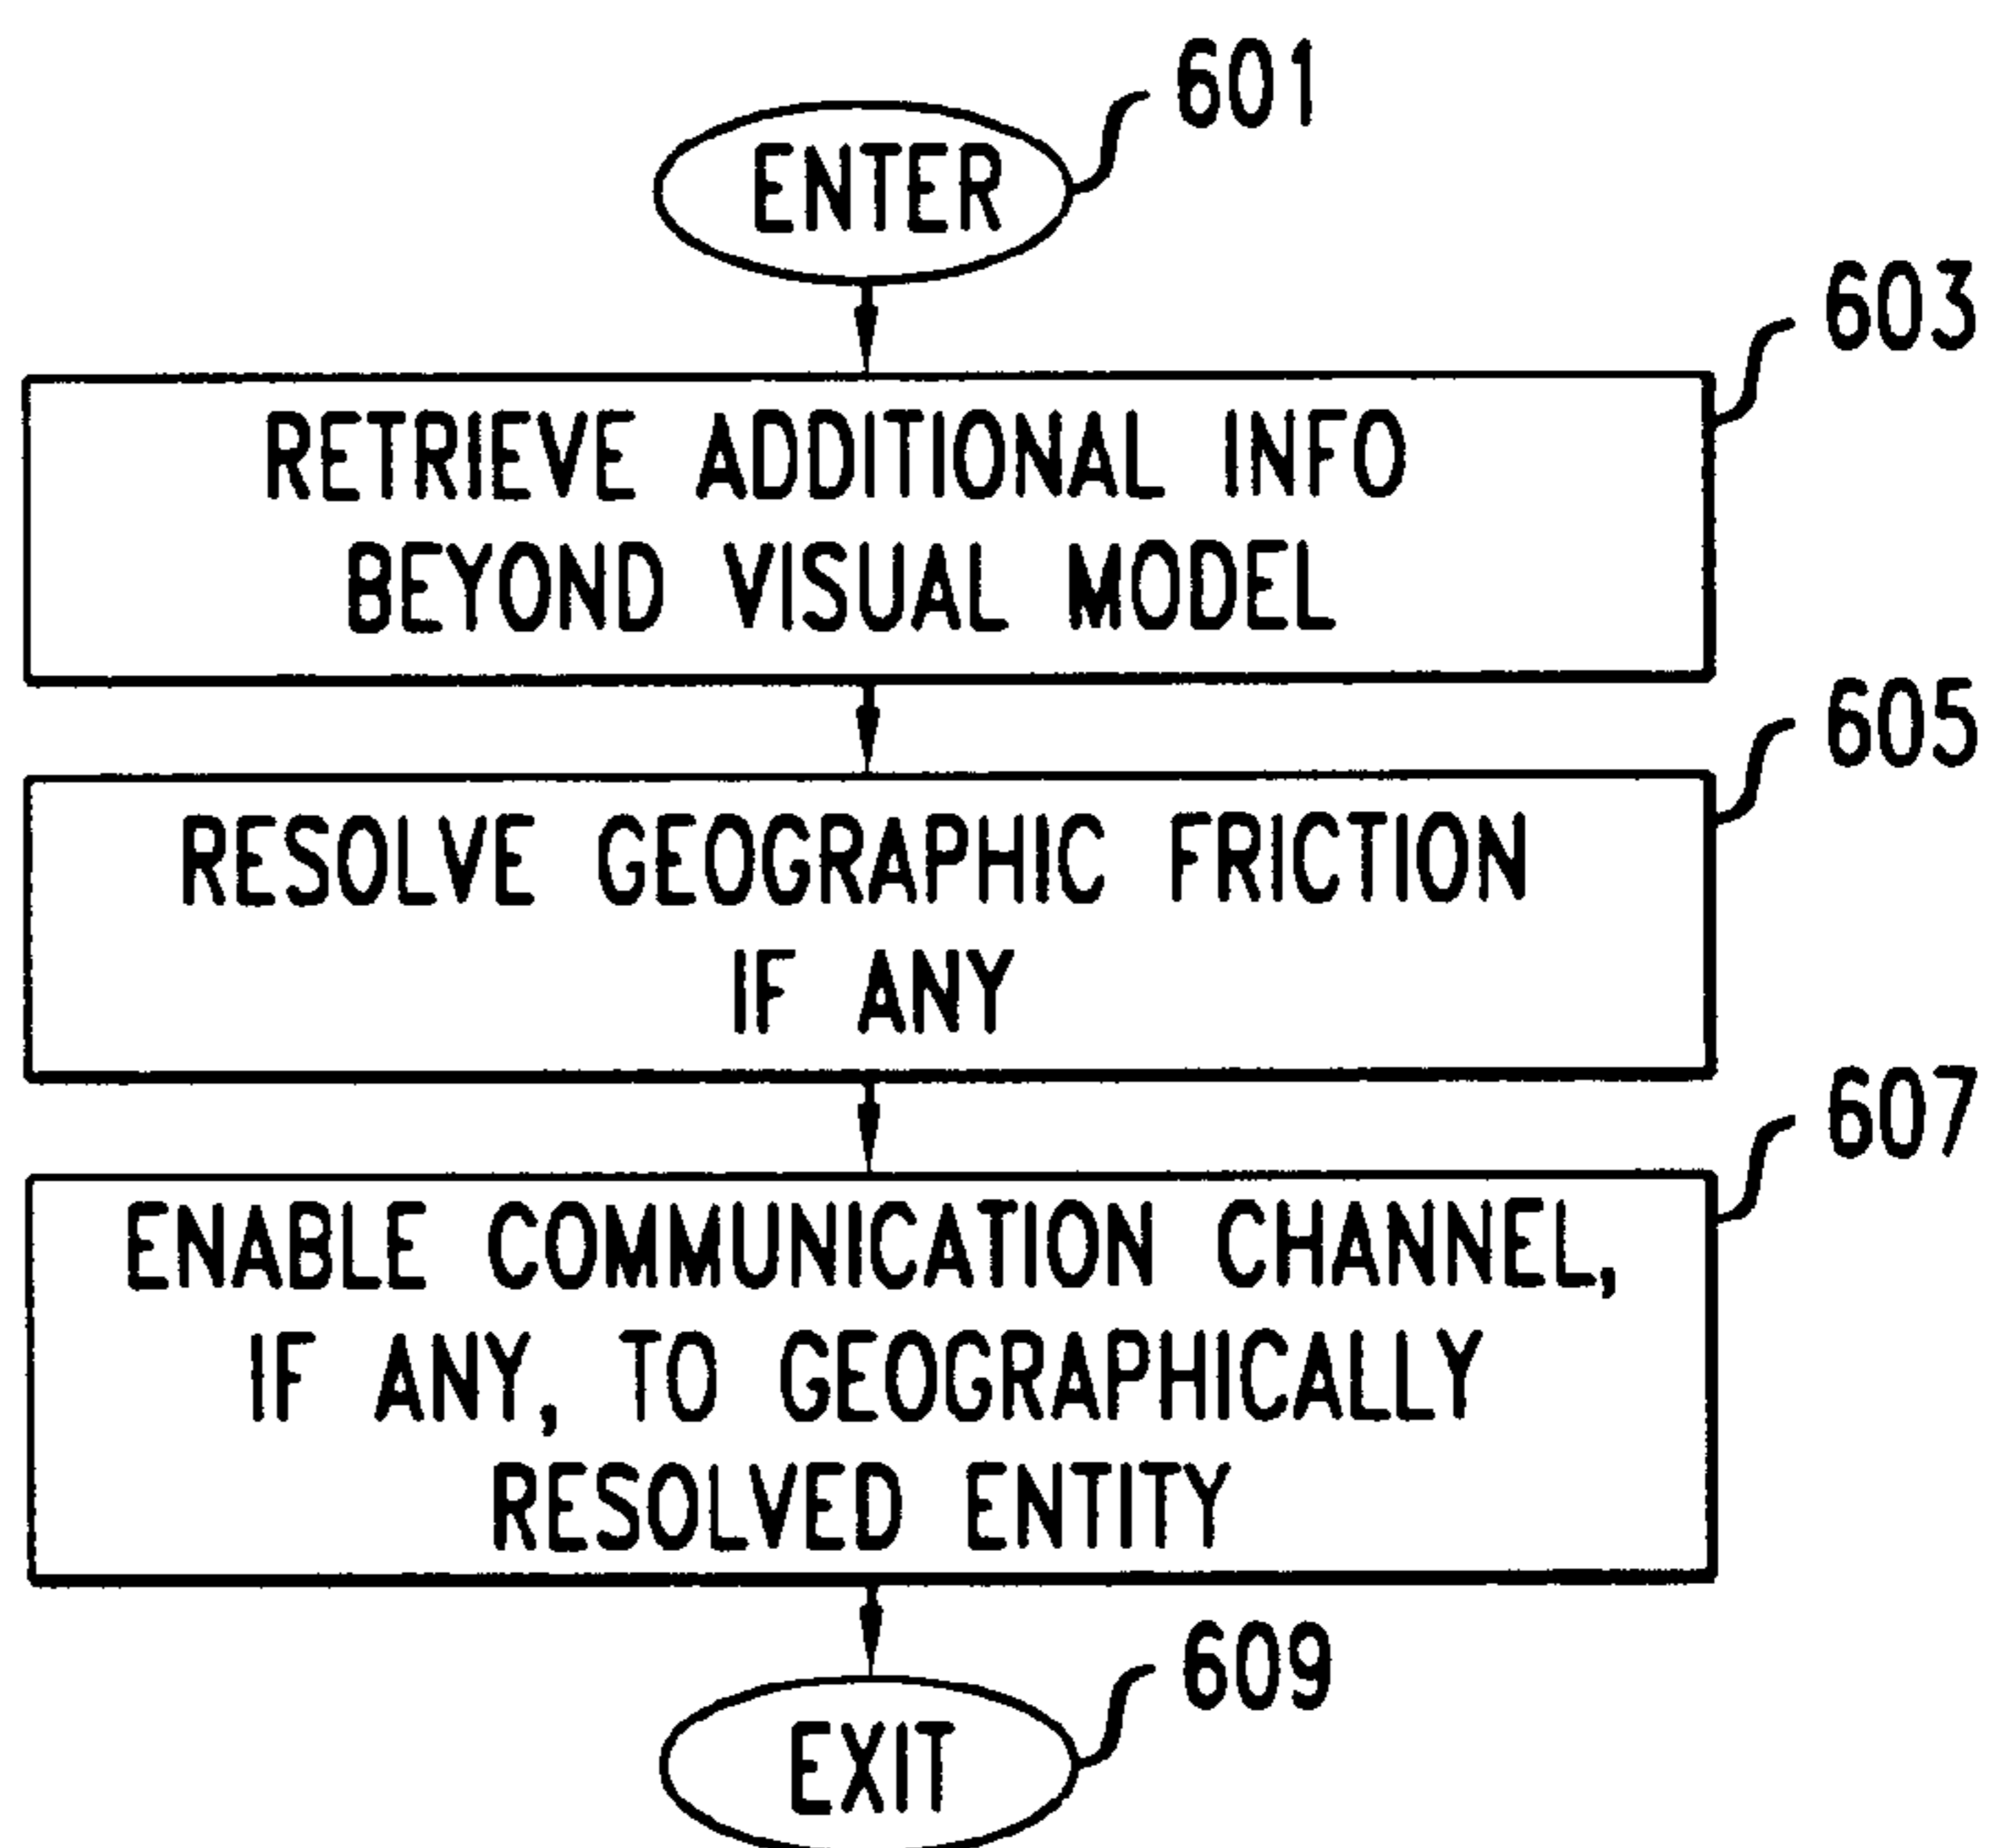 601
ENTER
603
RETRIEVE ADDITIONAL INFO
BEYOND VISUAL MODEL
605
RESOLVE GEOGRAPHIC FRICTION
IF ANY
607
ENABLE COMMUNICATION CHANNEL,
IF ANY, TO GEOGRAPHICALLY
RESOLVED ENTITY
609
EXIT